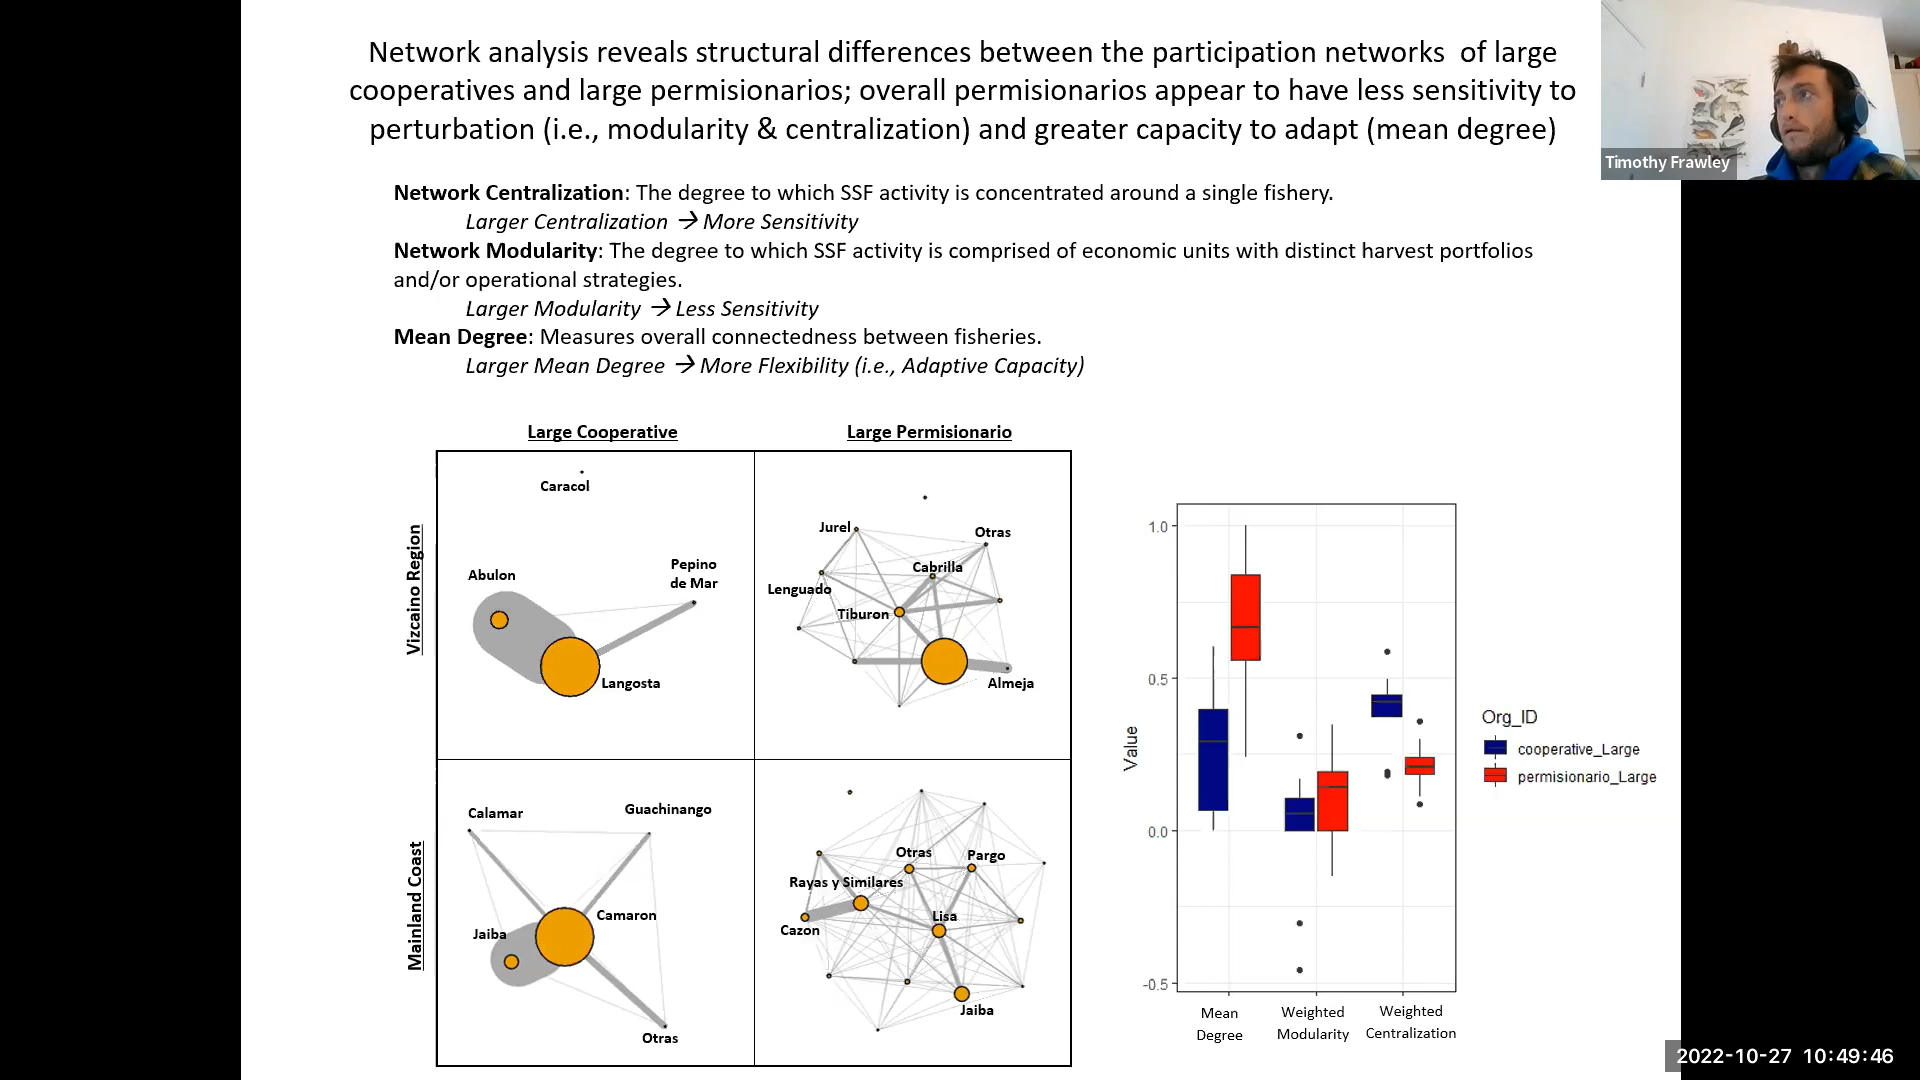 Network analysis reveals structural differences between the participation networks of large
cooperatives and large permisionarios; overall permisionarios appear to have less sensitivity to
perturbation (i.e., modularity & centralization) and greater capacity to adapt (mean degree)
Timothy Frawley
Network Centralization: The degree to which SSF activity is concentrated around a single fishery.
Larger Centralization → More Sensitivity
Network Modularity: The degree to which SSF activity is comprised of economic units with distinct harvest portfolios
and/or operational strategies.
Larger Modularity → Less Sensitivity
Mean Degree: Measures overall connectedness between fisheries.
Larger Mean Degree → More Flexibility (i.e., Adaptive Capacity)
Large Cooperative
Large Permisionario
Vizcaino Region
Caracol
Abulon
Pepino
de Mar
Langosta
Jurel
Otras
Cabrilla
Lenguado
Tiburon
Almeja
Mainland Coast
Calamar
Guachinango
Camaron
Jaiba
Otras
Otras
Pargo
Rayas y Similares
Lisa
Cazon
Jaiba
Value
1.0
0.5
0.0
-0.5
Mean
Degree
Weighted
Modularity
Weighted
Centralization
Org_ID
cooperative_Large
permisionario_Large
2022-10-27 10:49:46